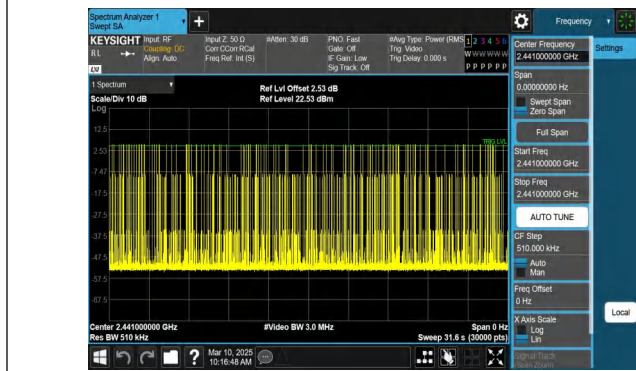 Spectrum Analyzer 1
Swept SA
Frequency
KEYSIGHT
RL
LXI
Input: RF
Coupling: DC
Align: Auto
Input Z: 50 Ω
Corr CCorr RCal
Freq Ref: Int (S)
#Atten: 30 dB
PNO: Fast
Gate: Off
IF Gain: Low
Sig Track: Off
#Avg Type: Power (RMS
Trig: Video
Trig Delay: 0.000 s
1 2 3 4 5 6
W W W W W W
P P P P P P
1 Spectrum
Scale/Div 10 dB
Log
Ref Lvl Offset 2.53 dB
Ref Level 22.53 dBm
12.5
TRIG LVL
2.53
-7.47
-17.5
-27.5
-37.5
-47.5
-57.5
-67.5
Center 2.441000000 GHz
Res BW 510 kHz
#Video BW 3.0 MHz
Span 0 Hz
Sweep 31.6 s (30000 pts)
Center Frequency
2.441000000 GHz
Settings
Span
0.00000000 Hz
Swept Span
Zero Span
Full Span
Start Freq
2.441000000 GHz
Stop Freq
2.441000000 GHz
AUTO TUNE
CF Step
510.000 kHz
Auto
Man
Freq Offset
0 Hz
Local
X Axis Scale
Log
Lin
Signal Track
(Span Zoom)
?
Mar 10, 2025
10:16:48 AM